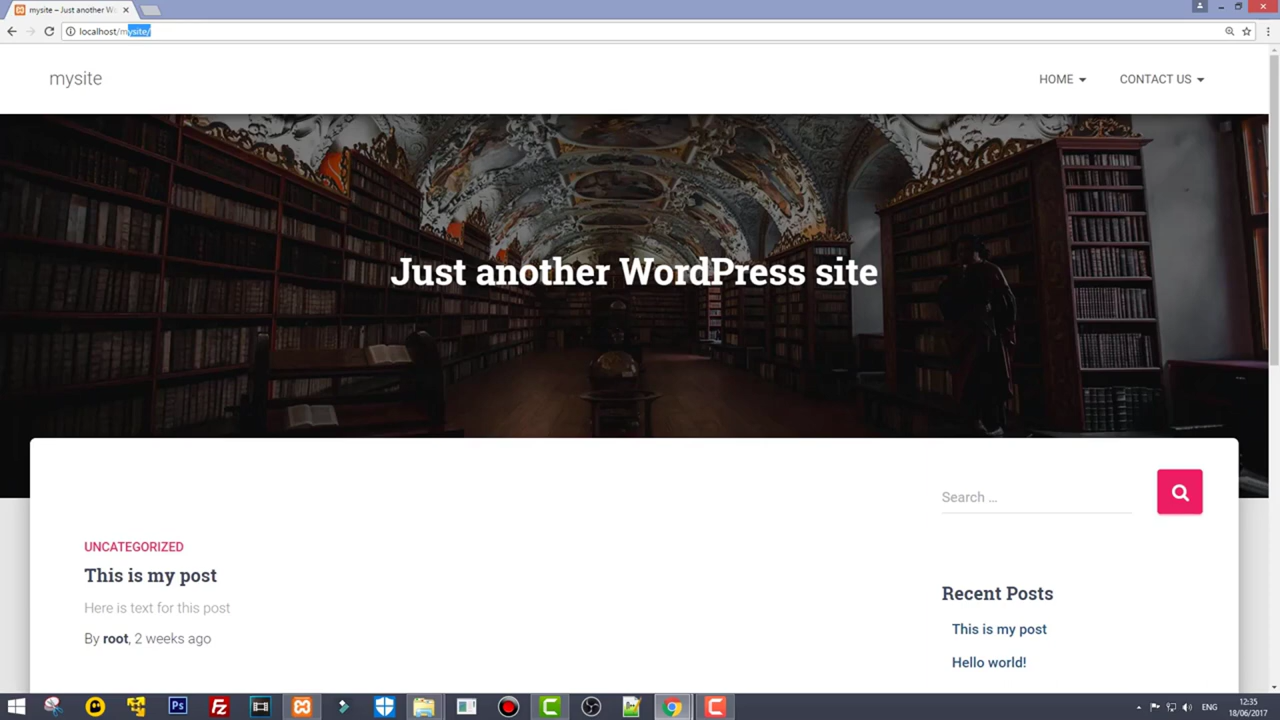 mysite – Just another W
localhost/mysite/
mysite
HOME
CONTACT US
Just another WordPress site
Search ...
UNCATEGORIZED
This is my post
Here is text for this post
By root, 2 weeks ago
Recent Posts
This is my post
Hello world!
Ps
Fz
C
C
ENG
12:35
18/06/2017